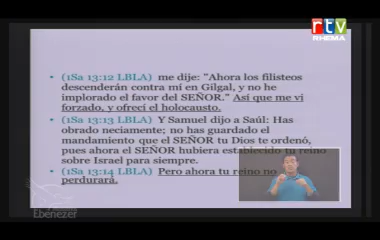 rtv
RHEMA
• (1Sa 13:12 LBLA) me dije: "Ahora los filisteos
descenderán contra mí en Gilgal, y no he
implorado el favor del SEÑOR." Así que me vi
forzado, y ofrecí el holocausto.
• (1Sa 13:13 LBLA) Y Samuel dijo a Saúl: Has
obrado neciamente; no has guardado el
mandamiento que el SEÑOR tu Dios te ordenó,
pues ahora el SEÑOR hubiera establecido tu reino
sobre Israel para siempre.
• (1Sa 13:14 LBLA) Pero ahora tu reino no
perdurará.
Ebenezer